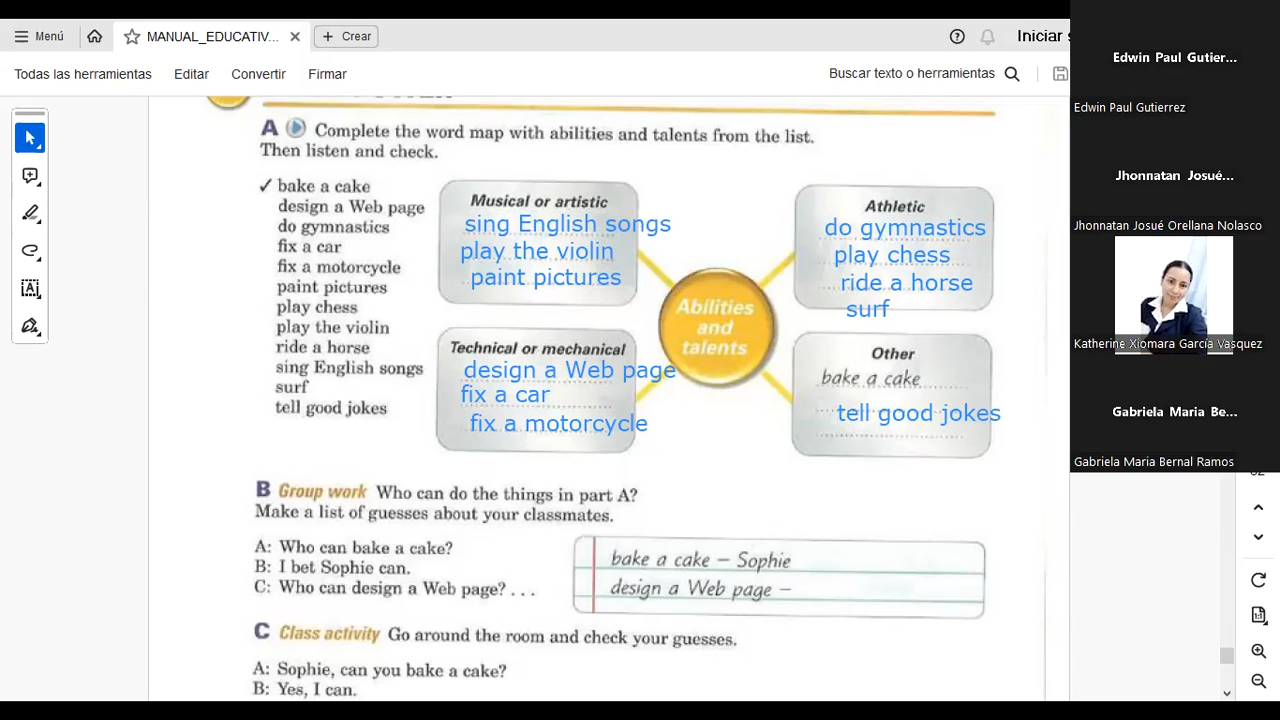 Menú
MANUAL_EDUCATIV...
Crear
Iniciar
Todas las herramientas
Editar
Convertir
Firmar
Buscar texto o herramientas
A Complete the word map with abilities and talents from the list.
Then listen and check.
✓ bake a cake
design a Web page
do gymnastics
fix a car
fix a motorcycle
paint pictures
play chess
play the violin
ride a horse
sing English songs
surf
tell good jokes
Musical or artistic
sing English songs
play the violin
paint pictures
Athletic
do gymnastics
play chess
ride a horse
surf
Abilities
and
talents
Technical or mechanical
design a Web page
fix a car
fix a motorcycle
Other
bake a cake
tell good jokes
B Group work Who can do the things in part A?
Make a list of guesses about your classmates.
A: Who can bake a cake?
B: I bet Sophie can.
C: Who can design a Web page? . . .
bake a cake – Sophie
design a Web page –
C Class activity Go around the room and check your guesses.
A: Sophie, can you bake a cake?
B: Yes, I can.
Edwin Paul Gutier...
Edwin Paul Gutierrez
Jhonnatan Josué...
Jhonnatan Josué Orellana Nolasco
Katherine Xiomara García Vasquez
Gabriela Maria Be...
Gabriela Maria Bernal Ramos